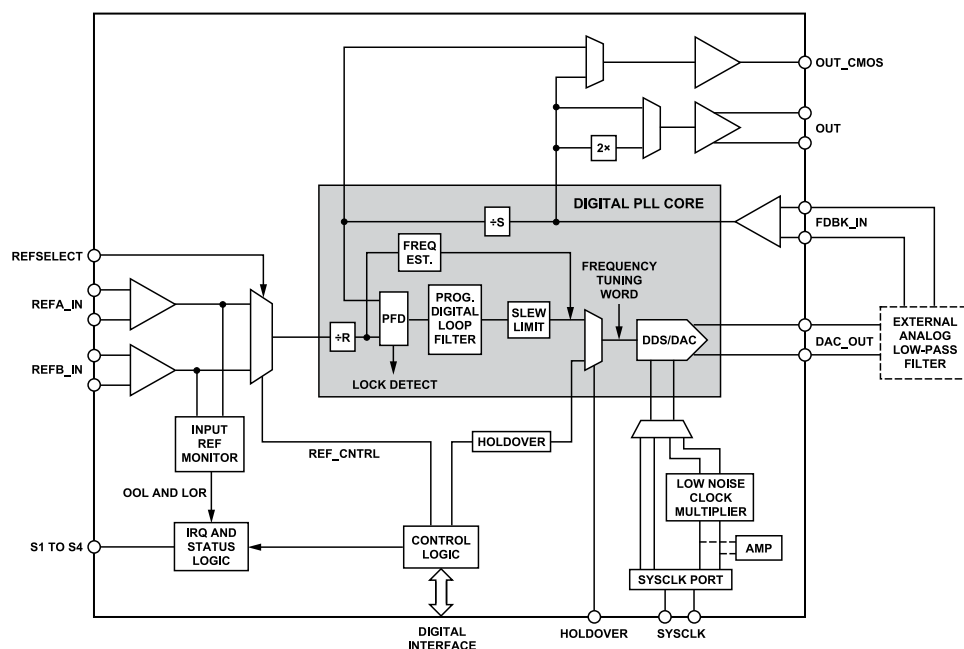 OUT_CMOS
OUT
2×
DIGITAL PLL CORE
÷S
FDBK_IN
REFSELECT
FREQ
EST.
FREQUENCY
TUNING
WORD
REFA_IN
÷R
PFD
PROG.
DIGITAL
LOOP
FILTER
SLEW
LIMIT
DDS/DAC
EXTERNAL
ANALOG
LOW-PASS
FILTER
DAC_OUT
REFB_IN
LOCK DETECT
INPUT
REF
MONITOR
REF_CNTRL
HOLDOVER
OOL AND LOR
LOW NOISE
CLOCK
MULTIPLIER
S1 TO S4
IRQ AND
STATUS
LOGIC
CONTROL
LOGIC
AMP
SYSCLK PORT
DIGITAL
INTERFACE
HOLDOVER
SYSCLK